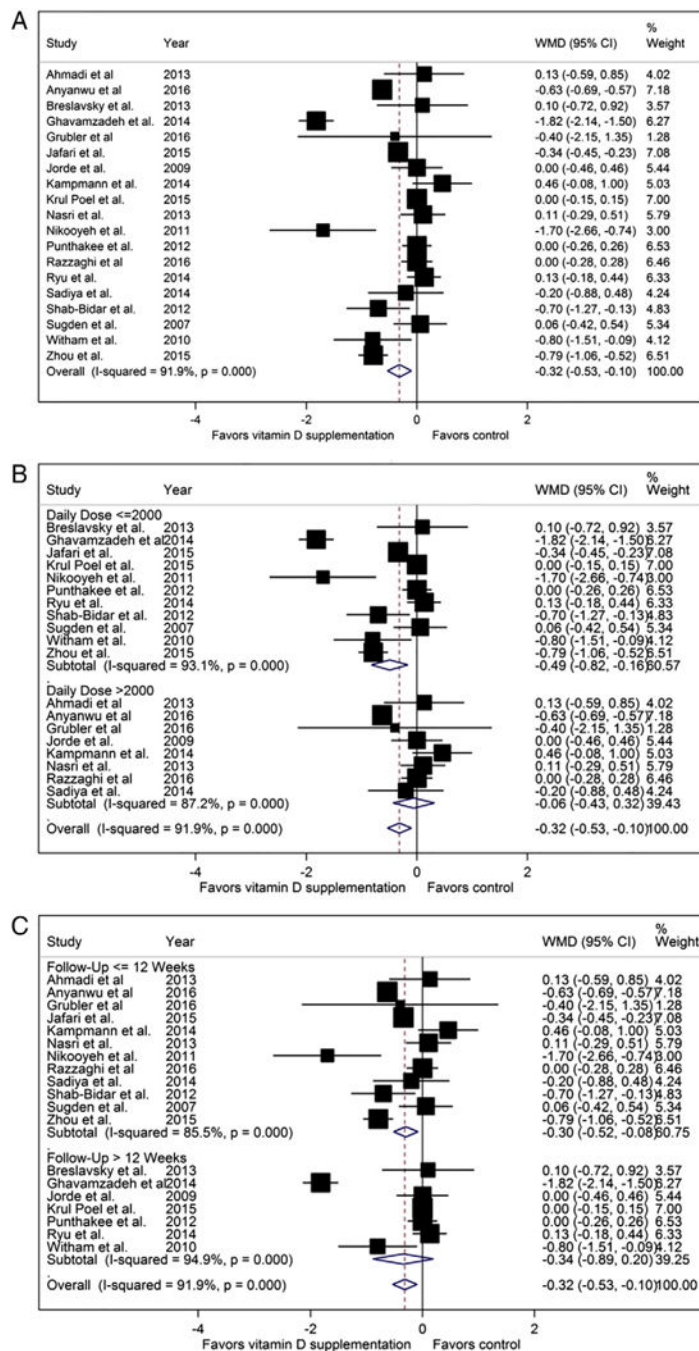 A
%
Study Year WMD (95% CI) Weight
Ahmadi et al 2013 0.13 (-0.59, 0.85) 4.02
Anyanwu et al 2016 -0.63 (-0.69, -0.57) 7.18
Breslavsky et al. 2013 0.10 (-0.72, 0.92) 3.57
Ghavamzadeh et al. 2014 -1.82 (-2.14, -1.50) 6.27
Grubler et al 2016 -0.40 (-2.15, 1.35) 1.28
Jafari et al. 2015 -0.34 (-0.45, -0.23) 7.08
Jorde et al. 2009 0.00 (-0.46, 0.46) 5.44
Kampmann et al. 2014 0.46 (-0.08, 1.00) 5.03
Krul Poel et al. 2015 0.00 (-0.15, 0.15) 7.00
Nasri et al. 2013 0.11 (-0.29, 0.51) 5.79
Nikooyeh et al. 2011 -1.70 (-2.66, -0.74) 3.00
Punthakee et al. 2012 0.00 (-0.26, 0.26) 6.53
Razzaghi et al 2016 0.00 (-0.28, 0.28) 6.46
Ryu et al. 2014 0.13 (-0.18, 0.44) 6.33
Sadiya et al. 2014 -0.20 (-0.88, 0.48) 4.24
Shab-Bidar et al. 2012 -0.70 (-1.27, -0.13) 4.83
Sugden et al. 2007 0.06 (-0.42, 0.54) 5.34
Witham et al. 2010 -0.80 (-1.51, -0.09) 4.12
Zhou et al. 2015 -0.79 (-1.06, -0.52) 6.51
Overall (I-squared = 91.9%, p = 0.000) -0.32 (-0.53, -0.10) 100.00
-4 -2 0 2
Favors vitamin D supplementation Favors control
B
%
Study Year WMD (95% CI) Weight
Daily Dose <=2000
Breslavsky et al. 2013 0.10 (-0.72, 0.92) 3.57
Ghavamzadeh et al. 2014 -1.82 (-2.14, -1.50) 6.27
Jafari et al. 2015 -0.34 (-0.45, -0.23) 7.08
Krul Poel et al. 2015 0.00 (-0.15, 0.15) 7.00
Nikooyeh et al. 2011 -1.70 (-2.66, -0.74) 3.00
Punthakee et al. 2012 0.00 (-0.26, 0.26) 6.53
Ryu et al. 2014 0.13 (-0.18, 0.44) 6.33
Shab-Bidar et al. 2012 -0.70 (-1.27, -0.13) 4.83
Sugden et al. 2007 0.06 (-0.42, 0.54) 5.34
Witham et al. 2010 -0.80 (-1.51, -0.09) 4.12
Zhou et al. 2015 -0.79 (-1.06, -0.52) 6.51
Subtotal (I-squared = 93.1%, p = 0.000) -0.49 (-0.82, -0.16) 60.57
.
Daily Dose >2000
Ahmadi et al 2013 0.13 (-0.59, 0.85) 4.02
Anyanwu et al 2016 -0.63 (-0.69, -0.57) 7.18
Grubler et al 2016 -0.40 (-2.15, 1.35) 1.28
Jorde et al. 2009 0.00 (-0.46, 0.46) 5.44
Kampmann et al. 2014 0.46 (-0.08, 1.00) 5.03
Nasri et al. 2013 0.11 (-0.29, 0.51) 5.79
Razzaghi et al 2016 0.00 (-0.28, 0.28) 6.46
Sadiya et al. 2014 -0.20 (-0.88, 0.48) 4.24
Subtotal (I-squared = 87.2%, p = 0.000) -0.06 (-0.43, 0.32) 39.43
.
Overall (I-squared = 91.9%, p = 0.000) -0.32 (-0.53, -0.10) 100.00
-4 -2 0 2
Favors vitamin D supplementation Favors control
C
%
Study Year WMD (95% CI) Weight
Follow-Up <= 12 Weeks
Ahmadi et al 2013 0.13 (-0.59, 0.85) 4.02
Anyanwu et al 2016 -0.63 (-0.69, -0.57) 7.18
Grubler et al 2016 -0.40 (-2.15, 1.35) 1.28
Jafari et al. 2015 -0.34 (-0.45, -0.23) 7.08
Kampmann et al. 2014 0.46 (-0.08, 1.00) 5.03
Nasri et al. 2013 0.11 (-0.29, 0.51) 5.79
Nikooyeh et al. 2011 -1.70 (-2.66, -0.74) 3.00
Razzaghi et al 2016 0.00 (-0.28, 0.28) 6.46
Sadiya et al. 2014 -0.20 (-0.88, 0.48) 4.24
Shab-Bidar et al. 2012 -0.70 (-1.27, -0.13) 4.83
Sugden et al. 2007 0.06 (-0.42, 0.54) 5.34
Zhou et al. 2015 -0.79 (-1.06, -0.52) 6.51
Subtotal (I-squared = 85.5%, p = 0.000) -0.30 (-0.52, -0.08) 60.75
.
Follow-Up > 12 Weeks
Breslavsky et al. 2013 0.10 (-0.72, 0.92) 3.57
Ghavamzadeh et al. 2014 -1.82 (-2.14, -1.50) 6.27
Jorde et al. 2009 0.00 (-0.46, 0.46) 5.44
Krul Poel et al. 2015 0.00 (-0.15, 0.15) 7.00
Punthakee et al. 2012 0.00 (-0.26, 0.26) 6.53
Ryu et al. 2014 0.13 (-0.18, 0.44) 6.33
Witham et al. 2010 -0.80 (-1.51, -0.09) 4.12
Subtotal (I-squared = 94.9%, p = 0.000) -0.34 (-0.89, 0.20) 39.25
.
Overall (I-squared = 91.9%, p = 0.000) -0.32 (-0.53, -0.10) 100.00
-4 -2 0 2
Favors vitamin D supplementation Favors control